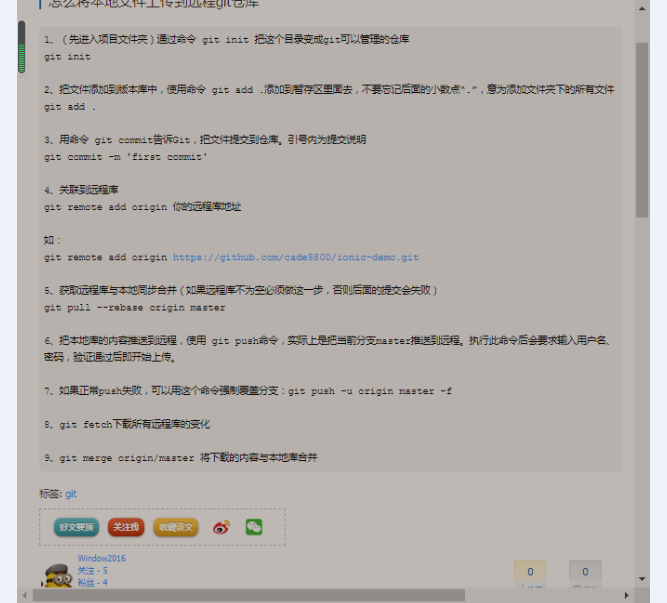 怎么将本地文件上传到远程git仓库
1、（先进入项目文件夹）通过命令 git init 把这个目录变成git可以管理的仓库
git init
2、把文件添加到版本库中，使用命令 git add .添加到暂存区里面去，不要忘记后面的小数点“.”，意为添加文件夹下的所有文件
git add .
3、用命令 git commit告诉Git，把文件提交到仓库。引号内为提交说明
git commit -m 'first commit'
4、关联到远程库
git remote add origin 你的远程库地址
如：
git remote add origin https://github.com/cade8800/ionic-demo.git
5、获取远程库与本地同步合并（如果远程库不为空必须做这一步，否则后面的提交会失败）
git pull --rebase origin master
6、把本地库的内容推送到远程，使用 git push命令，实际上是把当前分支master推送到远程。执行此命令后会要求输入用户名、
密码，验证通过后即开始上传。
7、如果正常push失败，可以用这个命令强制覆盖分支：git push -u origin master -f
8、git fetch下载所有远程库的变化
9、git merge origin/master 将下载的内容与本地库合并
标签: git
好文要顶 关注我 收藏该文
Window2016
关注 - 5
粉丝 - 4
0 0